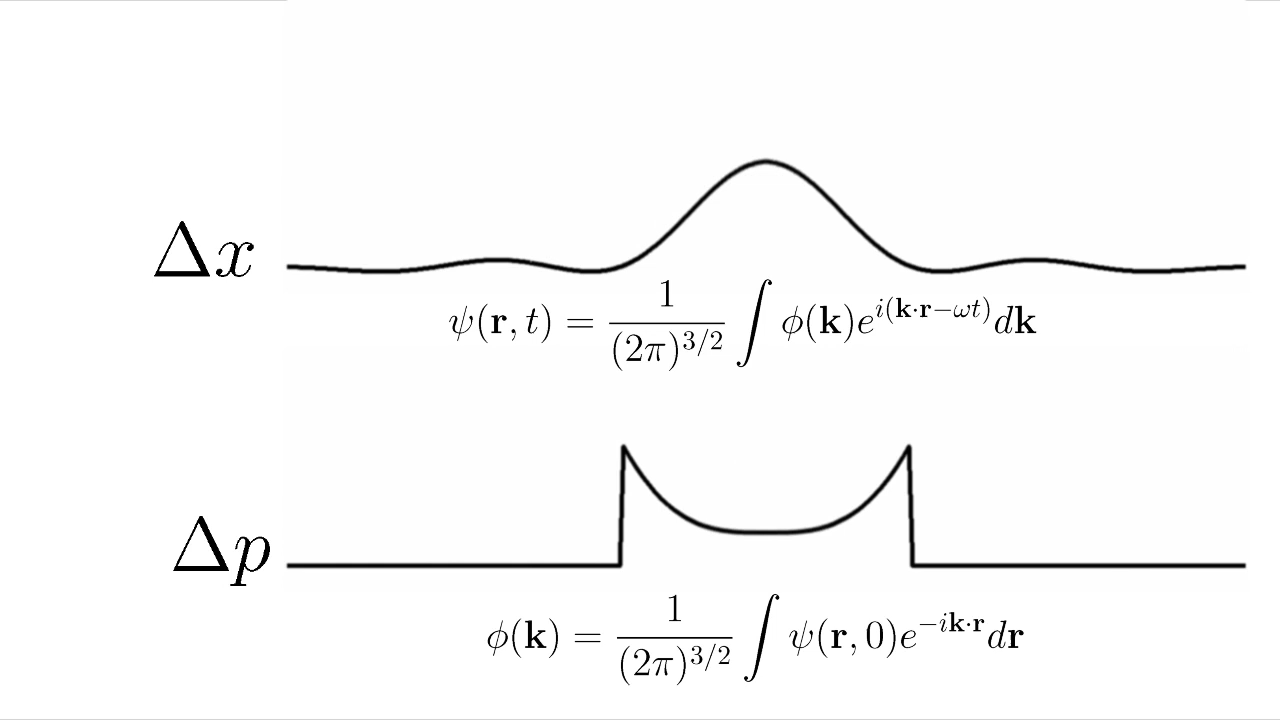 Δx
ψ(𝐫, t) = 1/(2π)^{3/2} ∫ ϕ(𝐤)e^{i(𝐤·𝐫−ωt)}d𝐤
Δp
ϕ(𝐤) = 1/(2π)^{3/2} ∫ ψ(𝐫, 0)e^{−i𝐤·𝐫}d𝐫